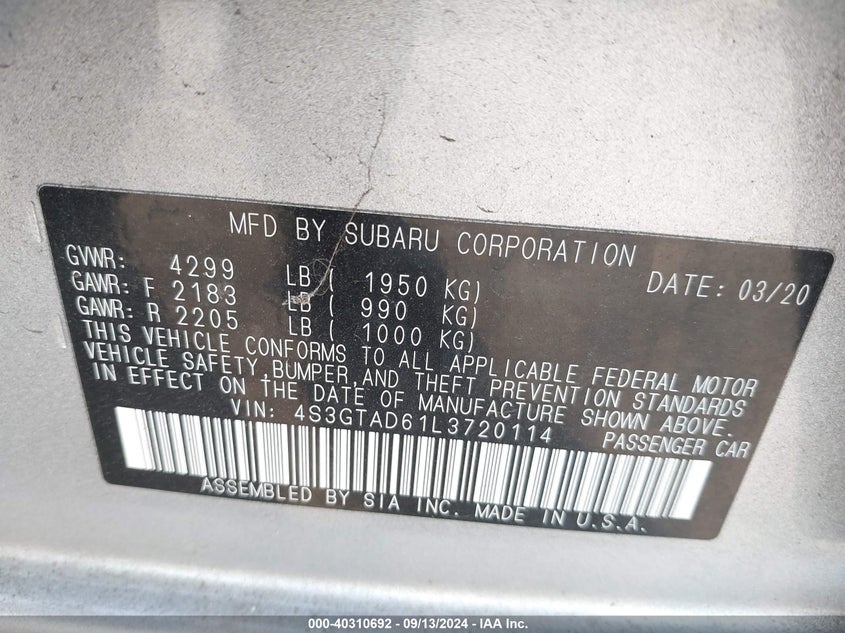 MFD BY SUBARU CORPORATION
GVWR: 4299 LB ( 1950 KG) DATE: 03/20
GAWR: F 2183 LB ( 990 KG)
GAWR: R 2205 LB ( 1000 KG)
THIS VEHICLE CONFORMS TO ALL APPLICABLE FEDERAL MOTOR
VEHICLE SAFETY,BUMPER,AND THEFT PREVENTION STANDARDS
IN EFFECT ON THE DATE OF MANUFACTURE SHOWN ABOVE.
VIN: 4S3GTAD61L3720114 PASSENGER CAR
ASSEMBLED BY SIA INC. MADE IN U.S.A.
000-40310692 - 09/13/2024 - IAA Inc.